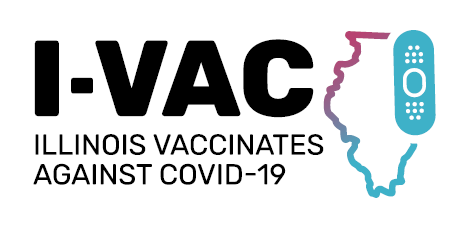 I-VAC
ILLINOIS VACCINATES
AGAINST COVID-19